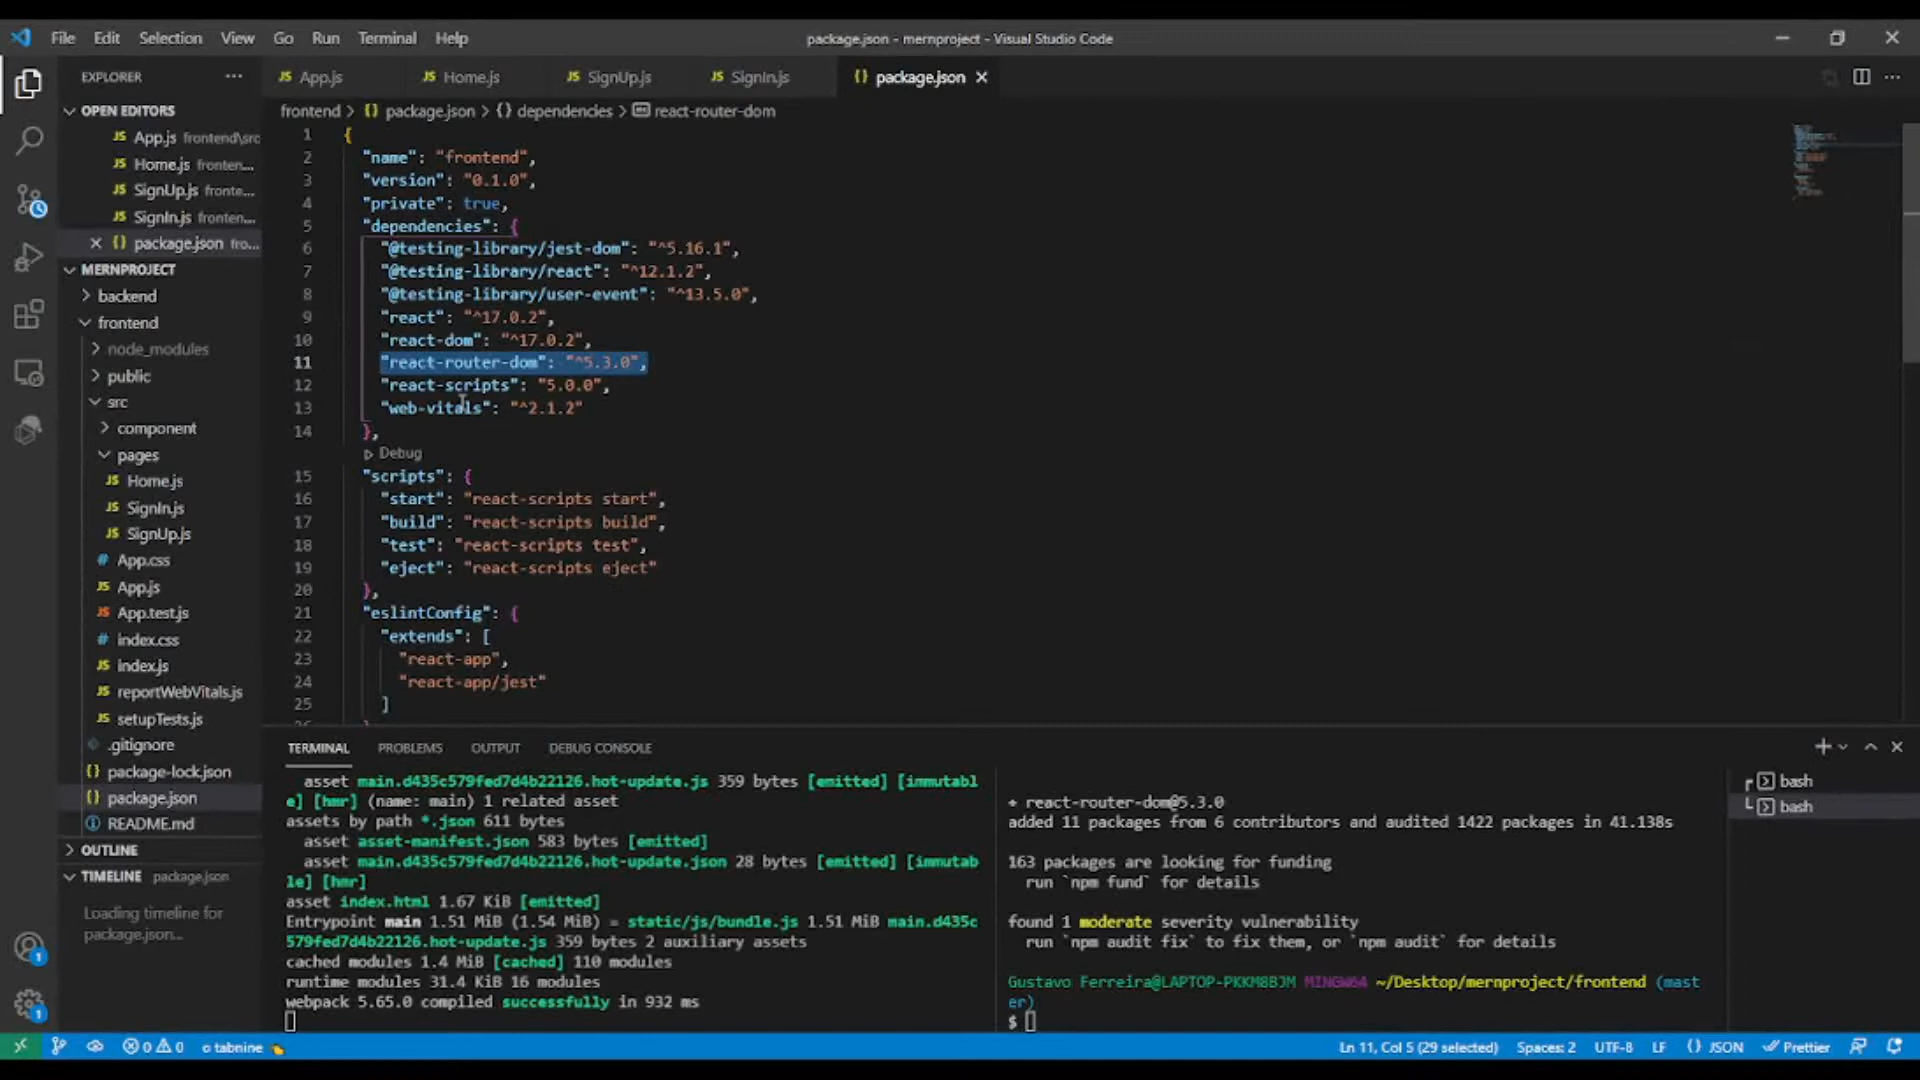 File Edit Selection View Go Run Terminal Help
package.json - mernproject - Visual Studio Code
EXPLORER
App.js
Home.js
SignUp.js
SignIn.js
{} package.json
OPEN EDITORS
App.js frontend\src
Home.js fronten...
SignUp.js fronte...
SignIn.js fronten...
{} package.json fro...
MERNPROJECT
backend
frontend
node_modules
public
src
component
pages
JS Home.js
JS SignIn.js
JS SignUp.js
# App.css
JS App.js
JS App.test.js
# index.css
JS index.js
JS reportWebVitals.js
JS setupTests.js
.gitignore
{} package-lock.json
{} package.json
README.md
OUTLINE
TIMELINE package.json
Loading timeline for
package.json...
frontend > {} package.json > {} dependencies > react-router-dom
1 {
2 "name": "frontend",
3 "version": "0.1.0",
4 "private": true,
5 "dependencies": {
6 "@testing-library/jest-dom": "^5.16.1",
7 "@testing-library/react": "^12.1.2",
8 "@testing-library/user-event": "^13.5.0",
9 "react": "^17.0.2",
10 "react-dom": "^17.0.2",
11 "react-router-dom": "^5.3.0",
12 "react-scripts": "5.0.0",
13 "web-vitals": "^2.1.2"
14 },
Debug
15 "scripts": {
16 "start": "react-scripts start",
17 "build": "react-scripts build",
18 "test": "react-scripts test",
19 "eject": "react-scripts eject"
20 },
21 "eslintConfig": {
22 "extends": [
23 "react-app",
24 "react-app/jest"
25 ]
TERMINAL PROBLEMS OUTPUT DEBUG CONSOLE
asset main.d435c579fed7d4b22126.hot-update.js 359 bytes [emitted] [immutabl
e] [hmr] (name: main) 1 related asset
assets by path *.json 611 bytes
asset asset-manifest.json 583 bytes [emitted]
asset main.d435c579fed7d4b22126.hot-update.json 28 bytes [emitted] [immutab
le] [hmr]
asset index.html 1.67 KiB [emitted]
Entrypoint main 1.51 MiB (1.54 MiB) = static/js/bundle.js 1.51 MiB main.d435c
579fed7d4b22126.hot-update.js 359 bytes 2 auxiliary assets
cached modules 1.4 MiB [cached] 110 modules
runtime modules 31.4 KiB 16 modules
webpack 5.65.0 compiled successfully in 932 ms
+ react-router-dom@5.3.0
added 11 packages from 6 contributors and audited 1422 packages in 41.138s
163 packages are looking for funding
run `npm fund` for details
found 1 moderate severity vulnerability
run `npm audit fix` to fix them, or `npm audit` for details
Gustavo Ferreira@LAPTOP-PKKM8BJM MINGW64 ~/Desktop/mernproject/frontend (mast
er)
$
bash
bash
0 0 tabnine
Ln 11, Col 5 (29 selected) Spaces: 2 UTF-8 LF {} JSON Prettier